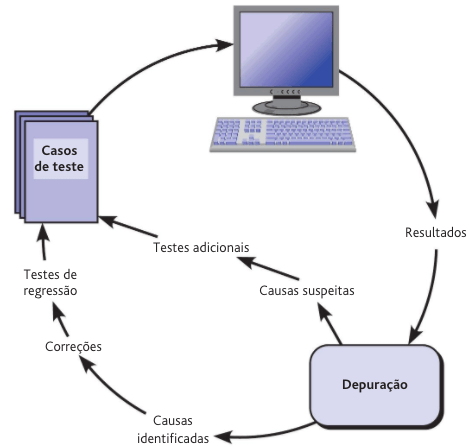 Casos
de teste
Resultados
Testes adicionais
Testes de
regressão
Causas suspeitas
Correções
Depuração
Causas
identificadas